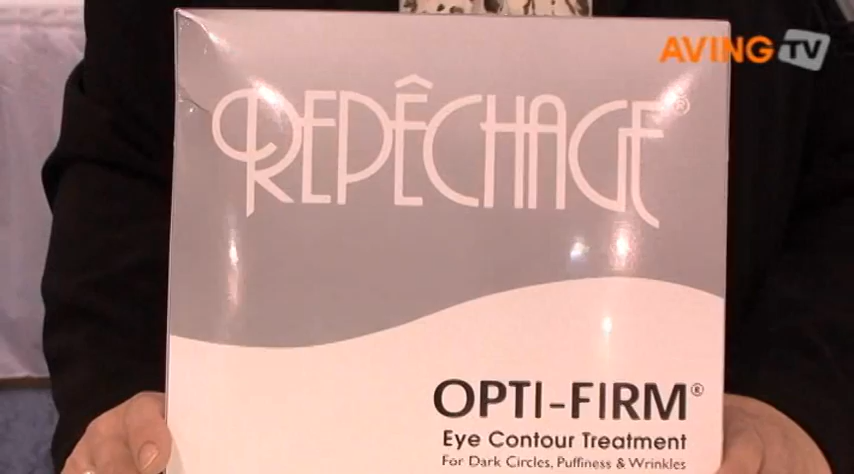 AVING TV
REPÊCHAGE®
OPTI-FIRM®
Eye Contour Treatment
For Dark Circles, Puffiness & Wrinkles